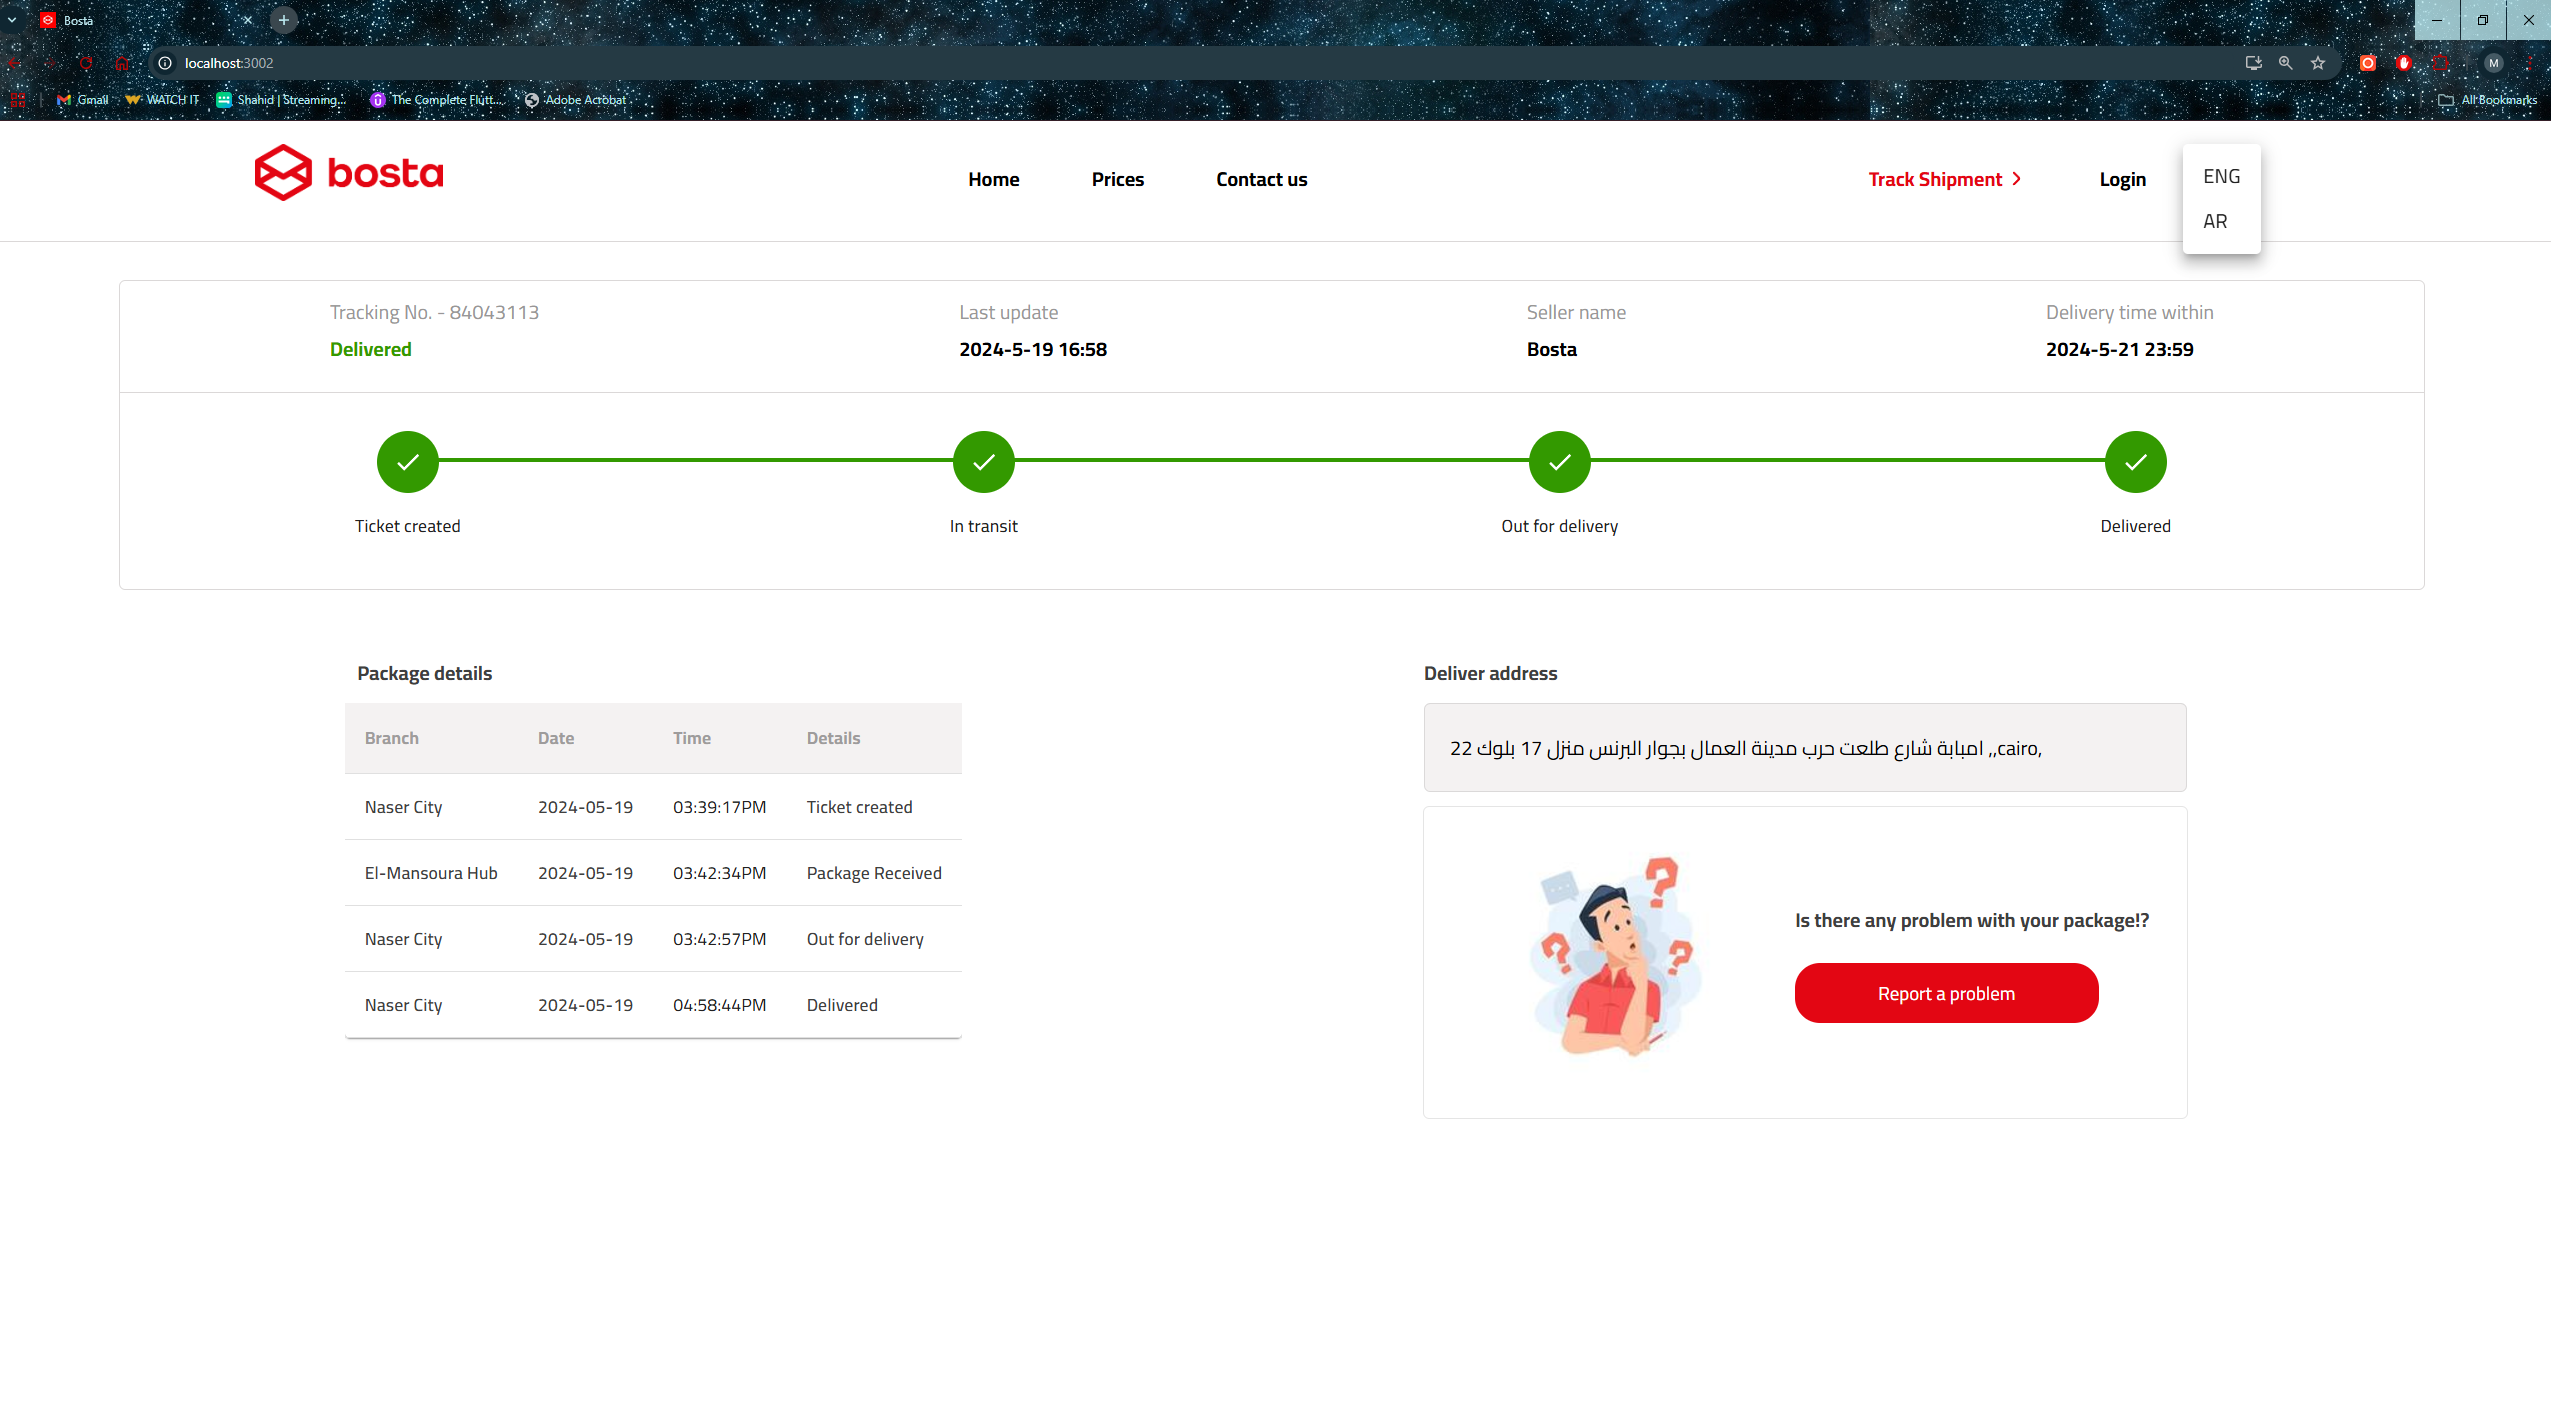 Bosta
localhost:3002
M
Gmail
WATCH IT
Shahid | Streaming...
The Complete Flutt...
Adobe Acrobat
All Bookmarks
bosta
Home
Prices
Contact us
Track Shipment
Login
ENG
AR
Tracking No. - 84043113
Last update
Seller name
Delivery time within
Delivered
2024-5-19 16:58
Bosta
2024-5-21 23:59
Ticket created
In transit
Out for delivery
Delivered
Package details
Branch Date Time Details
Naser City 2024-05-19 03:39:17PM Ticket created
El-Mansoura Hub 2024-05-19 03:42:34PM Package Received
Naser City 2024-05-19 03:42:57PM Out for delivery
Naser City 2024-05-19 04:58:44PM Delivered
Deliver address
امبابة شارع طلعت حرب مدينة العمال بجوار البرنس منزل 17 بلوك 22 ,,cairo,
Is there any problem with your package!?
Report a problem